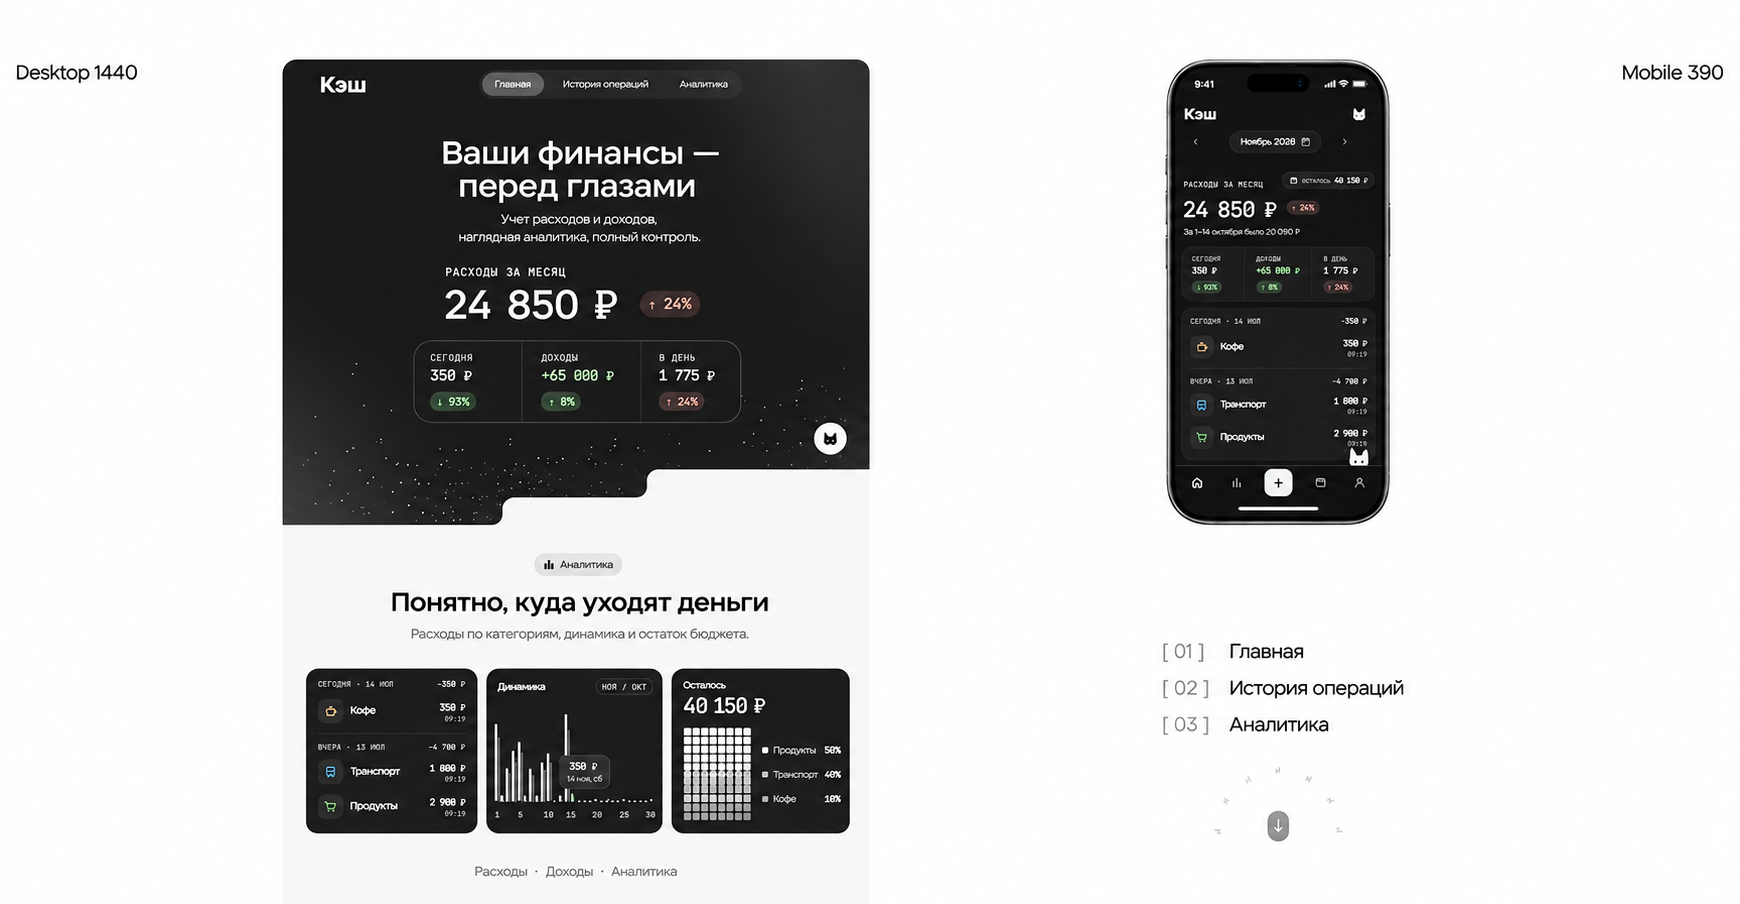 Desktop 1440
Кэш
Главная
История операций
Аналитика
Ваши финансы —
перед глазами
Учет расходов и доходов,
наглядная аналитика, полный контроль.
РАСХОДЫ ЗА МЕСЯЦ
24 850 ₽
↑ 24%
СЕГОДНЯ
350 ₽
↓ 93%
ДОХОДЫ
+65 000 ₽
↑ 8%
В ДЕНЬ
1 775 ₽
↑ 24%
Аналитика
Понятно, куда уходят деньги
Расходы по категориям, динамика и остаток бюджета.
СЕГОДНЯ · 14 ИЮЛ -350 ₽
Кофе 350 ₽
09:19
ВЧЕРА · 13 ИЮЛ -4 700 ₽
Транспорт 1 800 ₽
09:19
Продукты 2 900 ₽
09:19
Динамика
НОЯ / ОКТ
350 ₽
14 ноя, сб
1 5 10 15 20 25 30
Осталось
40 150 ₽
Продукты 50%
Транспорт 40%
Кофе 10%
Расходы · Доходы · Аналитика
Mobile 390
9:41
Кэш
Ноябрь 2026
РАСХОДЫ ЗА МЕСЯЦ
осталось 40 150 ₽
24 850 ₽
↑ 24%
За 1–14 октября было 20 090 ₽
СЕГОДНЯ
350 ₽
↓ 93%
ДОХОДЫ
+65 000 ₽
↑ 8%
В ДЕНЬ
1 775 ₽
↑ 24%
СЕГОДНЯ · 14 ИЮЛ -350 ₽
Кофе 350 ₽
09:19
ВЧЕРА · 13 ИЮЛ -4 700 ₽
Транспорт 1 800 ₽
09:19
Продукты 2 900 ₽
[ 01 ] Главная
[ 02 ] История операций
[ 03 ] Аналитика